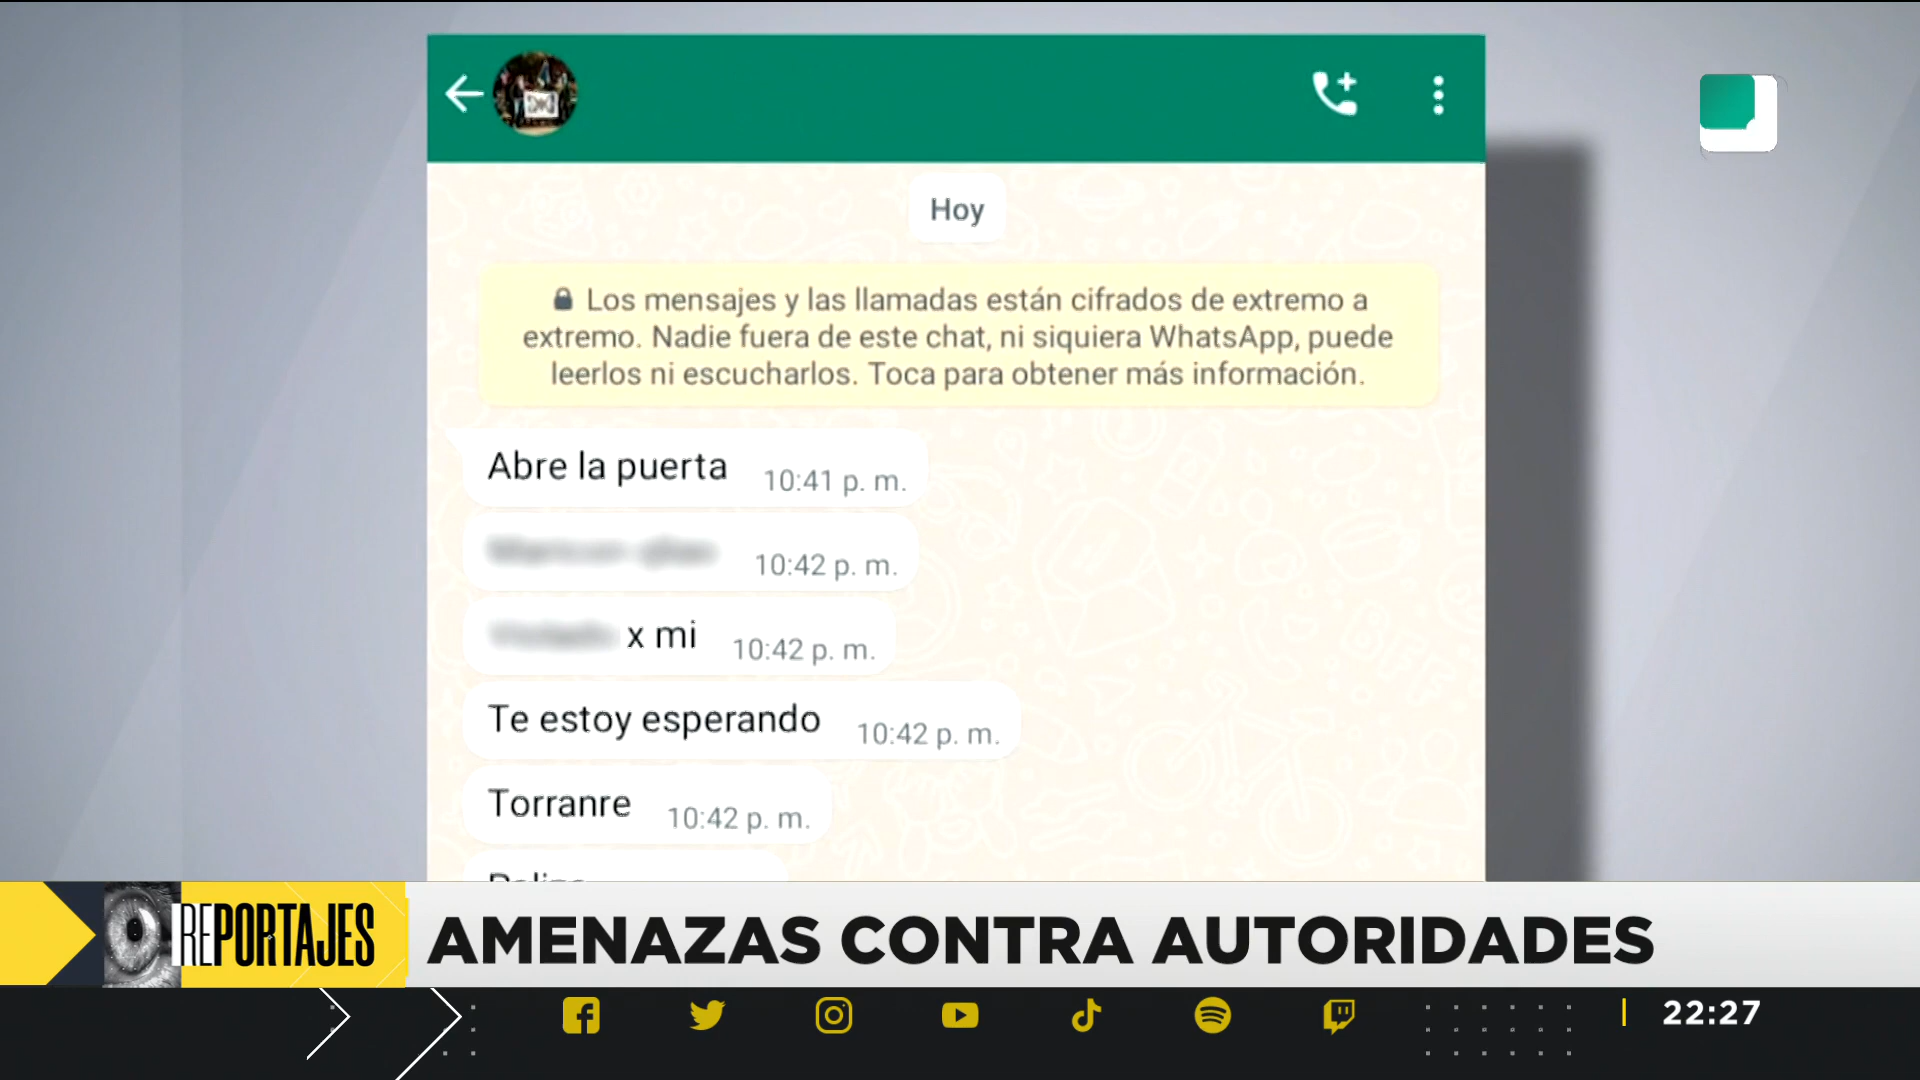 Hoy
Los mensajes y las llamadas están cifrados de extremo a
extremo. Nadie fuera de este chat, ni siquiera WhatsApp, puede
leerlos ni escucharlos. Toca para obtener más información.
Abre la puerta 10:41 p. m.
10:42 p. m.
x mi 10:42 p. m.
Te estoy esperando 10:42 p. m.
Torranre 10:42 p. m.
REPORTAJES
AMENAZAS CONTRA AUTORIDADES
22:27